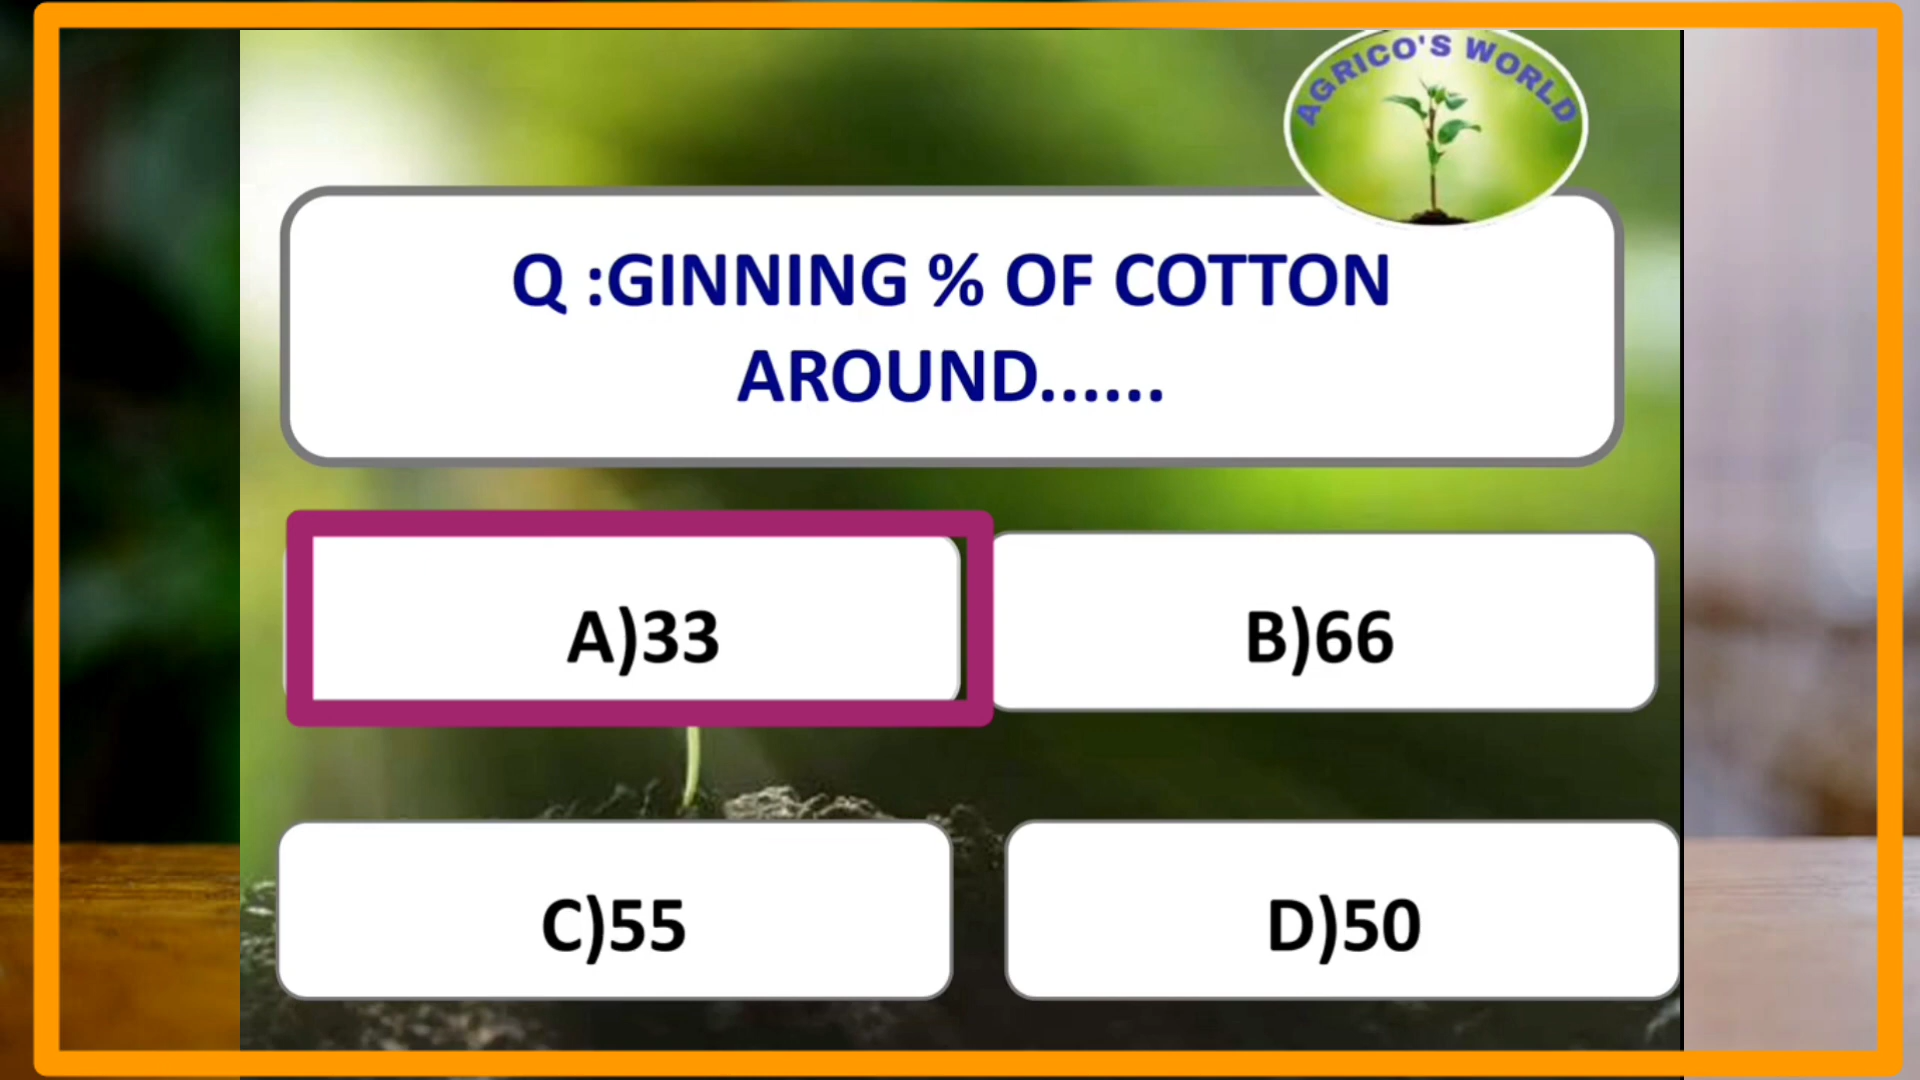 AGRICO'S WORLD
Q :GINNING % OF COTTON
AROUND......
A)33
B)66
C)55
D)50